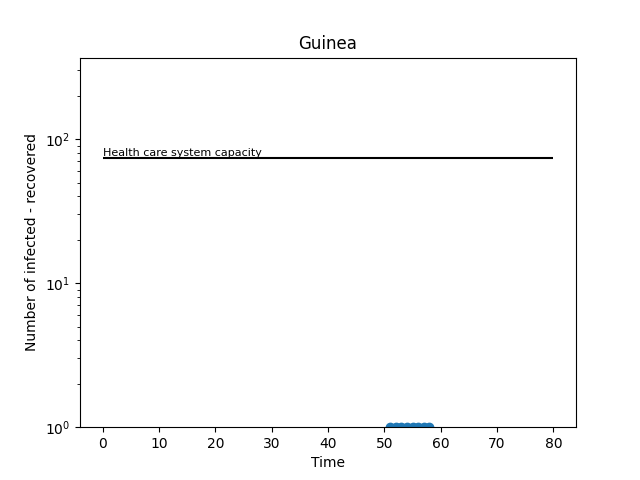 Guinea
Number of infected - recovered
10²
10¹
10⁰
Health care system capacity
0 10 20 30 40 50 60 70 80
Time